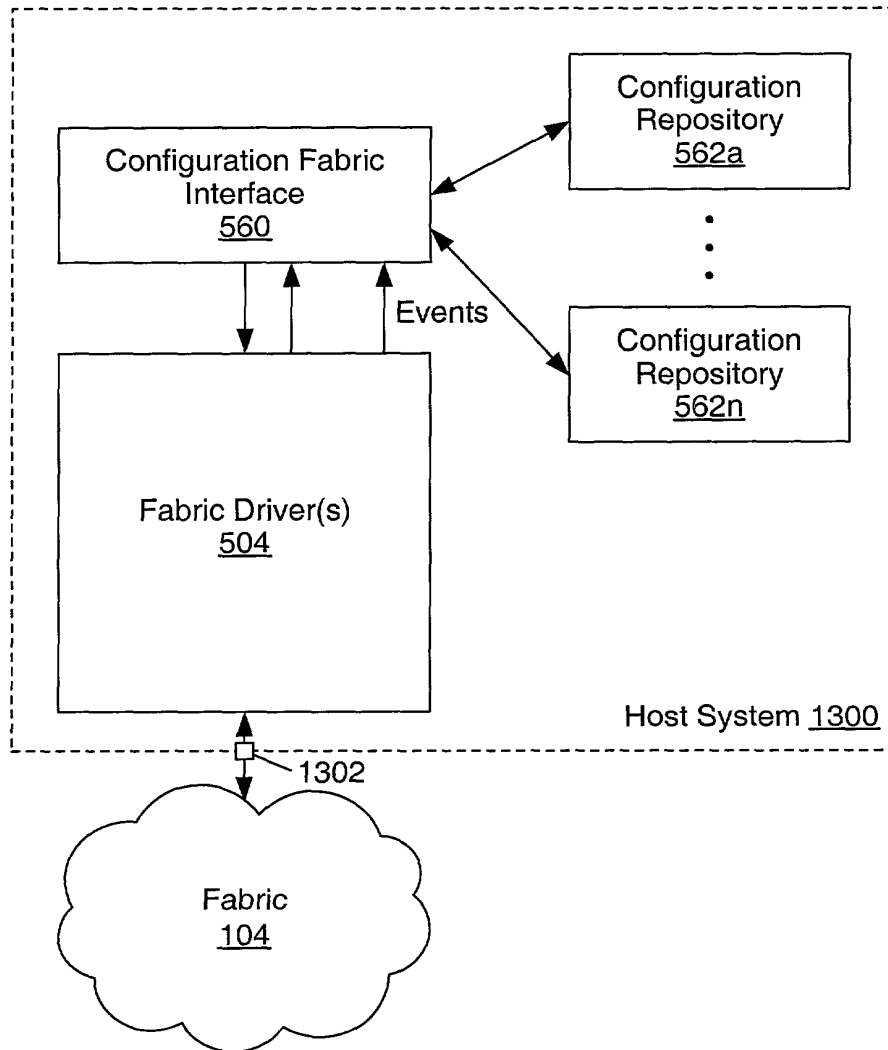 Configuration
Repository
562a
Configuration Fabric
Interface
560
Events
Configuration
Repository
562n
Fabric Driver(s)
504
Host System 1300
1302
Fabric
104